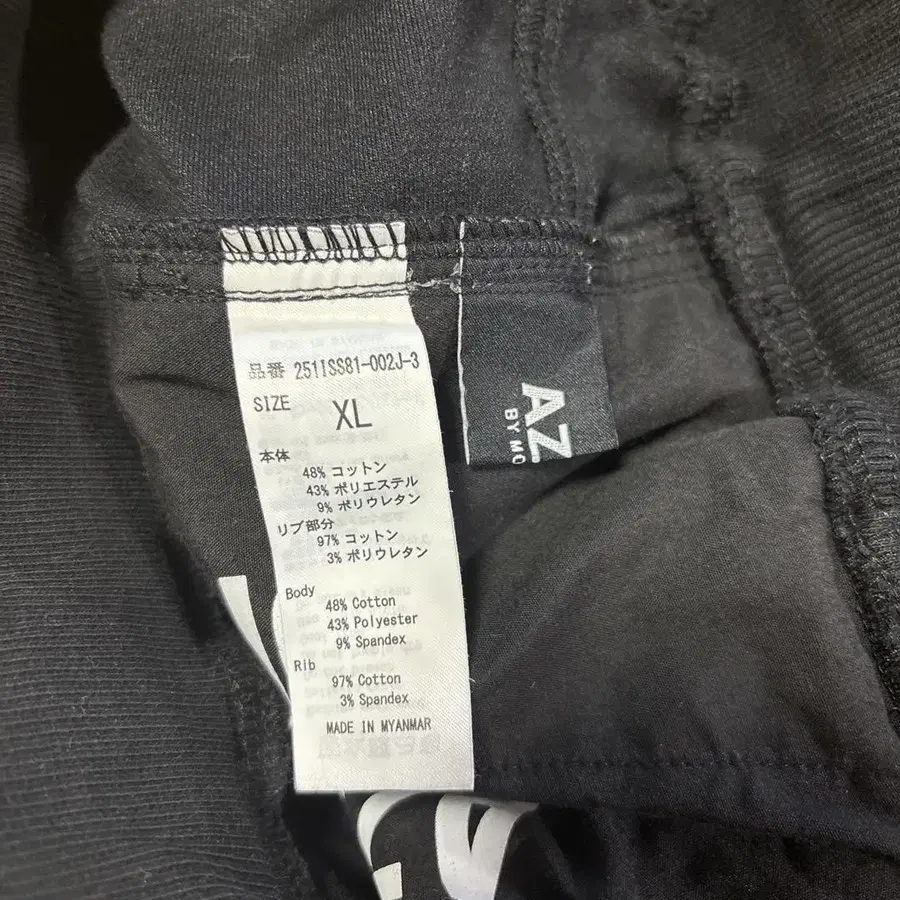 品番 251ISS81-002J-3
SIZE XL
本体
48% コットン
43% ポリエステル
9% ポリウレタン
リブ部分
97% コットン
3% ポリウレタン
Body
48% Cotton
43% Polyester
9% Spandex
Rib
97% Cotton
3% Spandex
MADE IN MYANMAR
AZ
BY MO